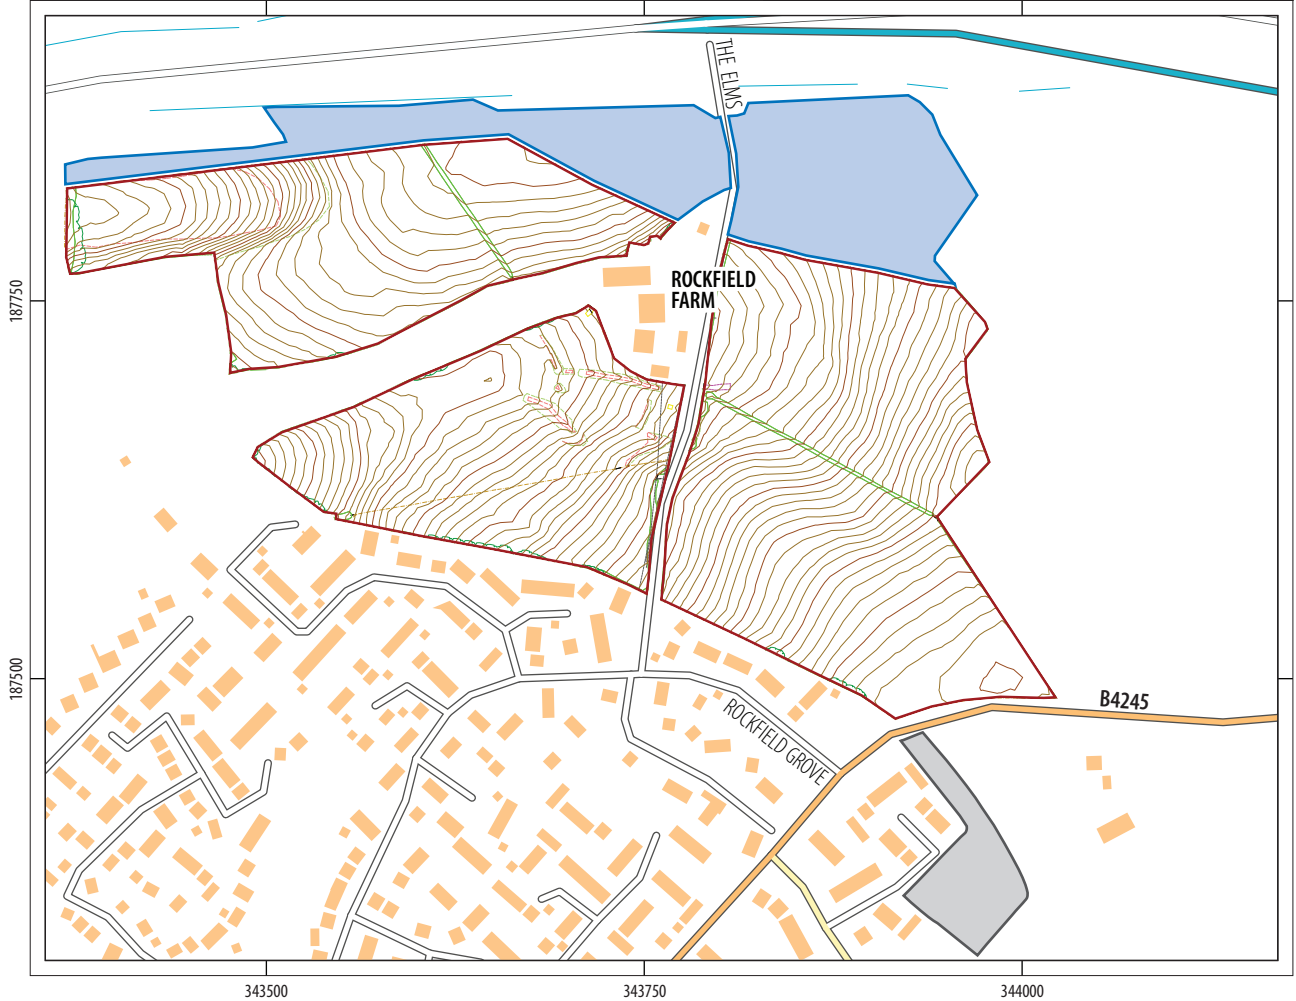 THE ELMS
ROCKFIELD
FARM
187750
187500
B4245
ROCKFIELD GROVE
343500
343750
344000